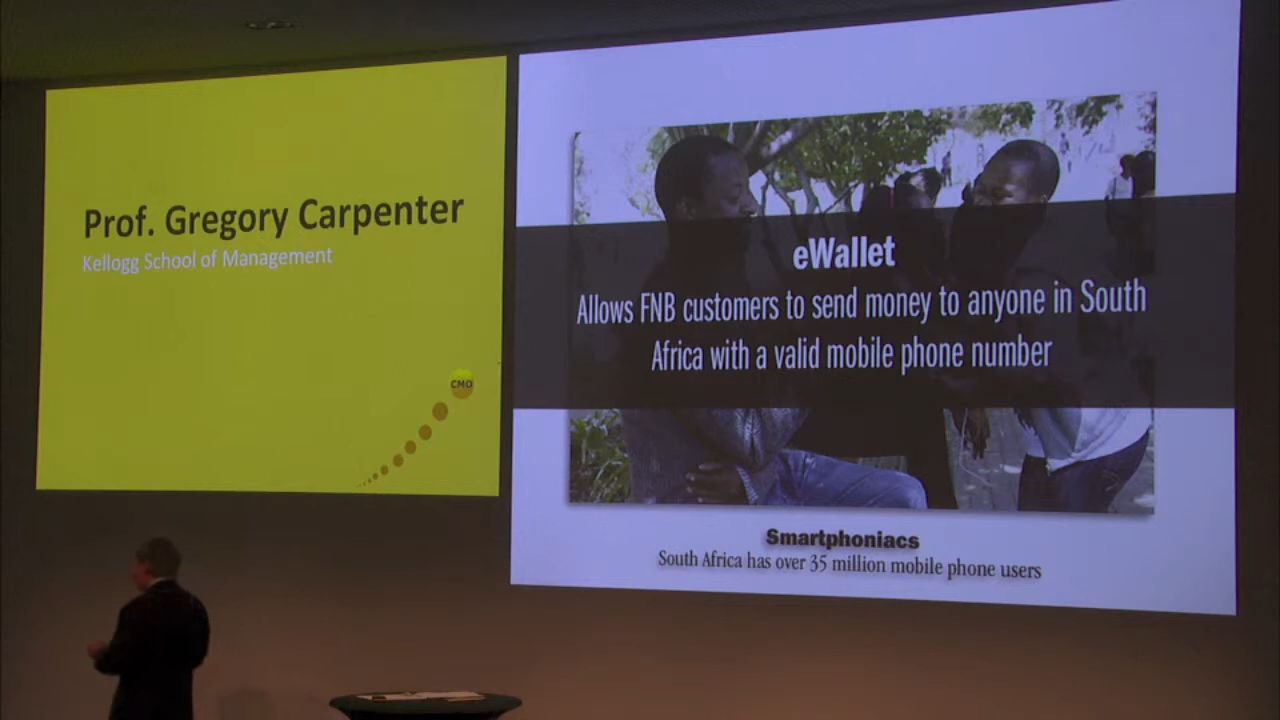 Prof. Gregory Carpenter
Kellogg School of Management
CMO
eWallet
Allows FNB customers to send money to anyone in South
Africa with a valid mobile phone number
Smartphoniacs
South Africa has over 35 million mobile phone users